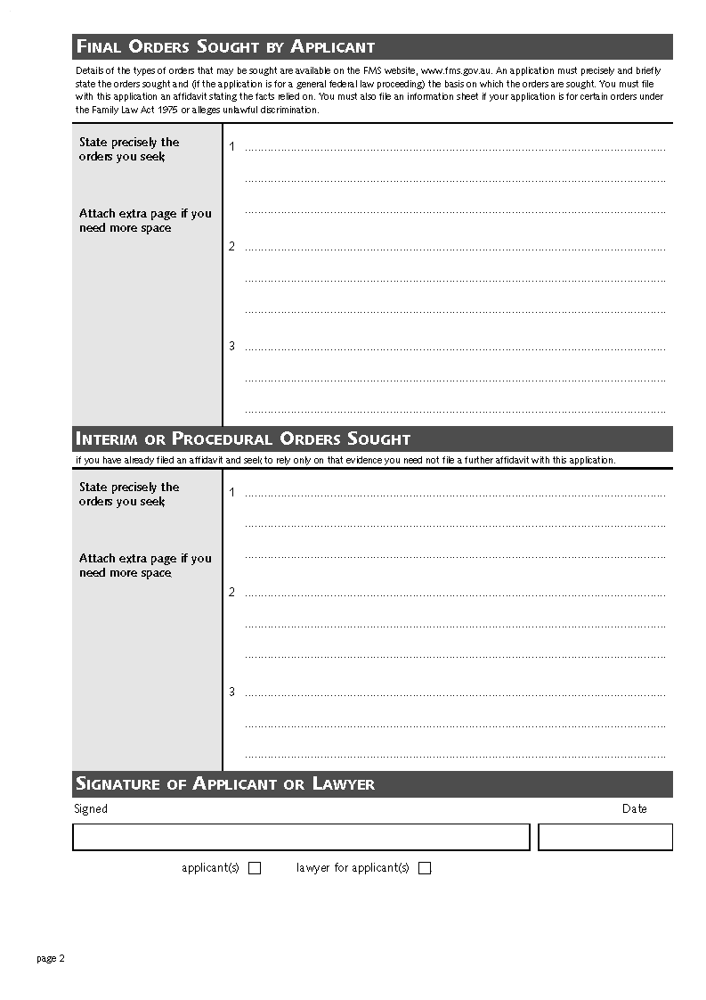 FINAL ORDERS SOUGHT BY APPLICANT
Details of the types of orders that may be sought are available on the FMS website, www.fms.gov.au. An application must precisely and briefly
state the orders sought and (if the application is for a general federal law proceeding) the basis on which the orders are sought. You must file
with this application an affidavit stating the facts relied on. You must also file an information sheet if your application is for certain orders under
the Family Law Act 1975 or alleges unlawful discrimination.
State precisely the
orders you seek;
Attach extra page if you
need more space
1 ....................
....................
....................
2 ....................
....................
....................
3 ....................
....................
....................
INTERIM OR PROCEDURAL ORDERS SOUGHT
if you have already filed an affidavit and seek to rely only on that evidence you need not file a further affidavit with this application.
State precisely the
orders you seek;
Attach extra page if you
need more space.
1 ....................
....................
....................
2 ....................
....................
....................
3 ....................
....................
....................
SIGNATURE OF APPLICANT OR LAWYER
Signed Date
applicant(s) ☐ lawyer for applicant(s) ☐
page 2